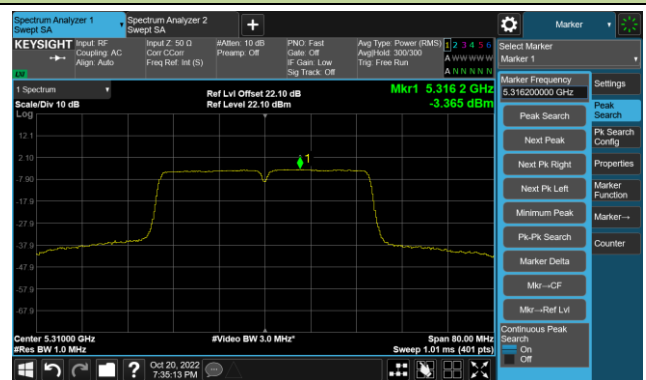 Spectrum Analyzer 1
Swept SA
Spectrum Analyzer 2
Swept SA
+
Marker
KEYSIGHT
Input: RF
Coupling: AC
Align: Auto
Input Z: 50 Ω
Corr CCorr
Freq Ref: Int (S)
#Atten: 10 dB
Preamp: Off
PNO: Fast
Gate: Off
IF Gain: Low
Sig Track: Off
Avg Type: Power (RMS)
Avg|Hold: 300/300
Trig: Free Run
1 2 3 4 5 6
A W W W W W
A N N N N N
Select Marker
Marker 1
1 Spectrum
Scale/Div 10 dB
Log
Ref Lvl Offset 22.10 dB
Ref Level 22.10 dBm
Mkr1 5.316 2 GHz
-3.365 dBm
12.1
2.10
-7.90
-17.9
-27.9
-37.9
-47.9
-57.9
-67.9
1
Center 5.31000 GHz
#Res BW 1.0 MHz
#Video BW 3.0 MHz*
Span 80.00 MHz
Sweep 1.01 ms (401 pts)
Marker Frequency
5.316200000 GHz
Peak Search
Next Peak
Next Pk Right
Next Pk Left
Minimum Peak
Pk-Pk Search
Marker Delta
Mkr→CF
Mkr→Ref Lvl
Continuous Peak
Search
On
Off
Settings
Peak
Search
Pk Search
Config
Properties
Marker
Function
Marker→
Counter
?
Oct 20, 2022
7:35:13 PM